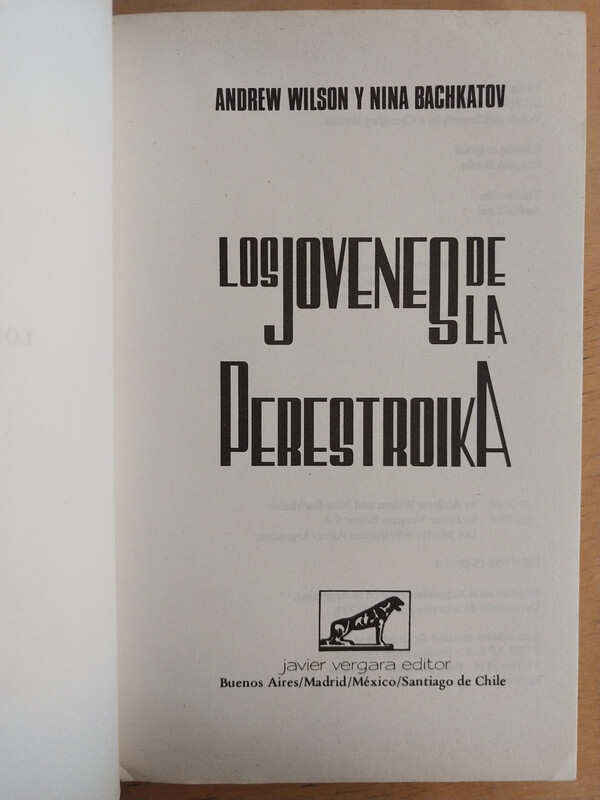 ANDREW WILSON Y NINA BACHKATOV
LOS JOVENES DE LA
PERESTROIKA
javier vergara editor
Buenos Aires/Madrid/México/Santiago de Chile